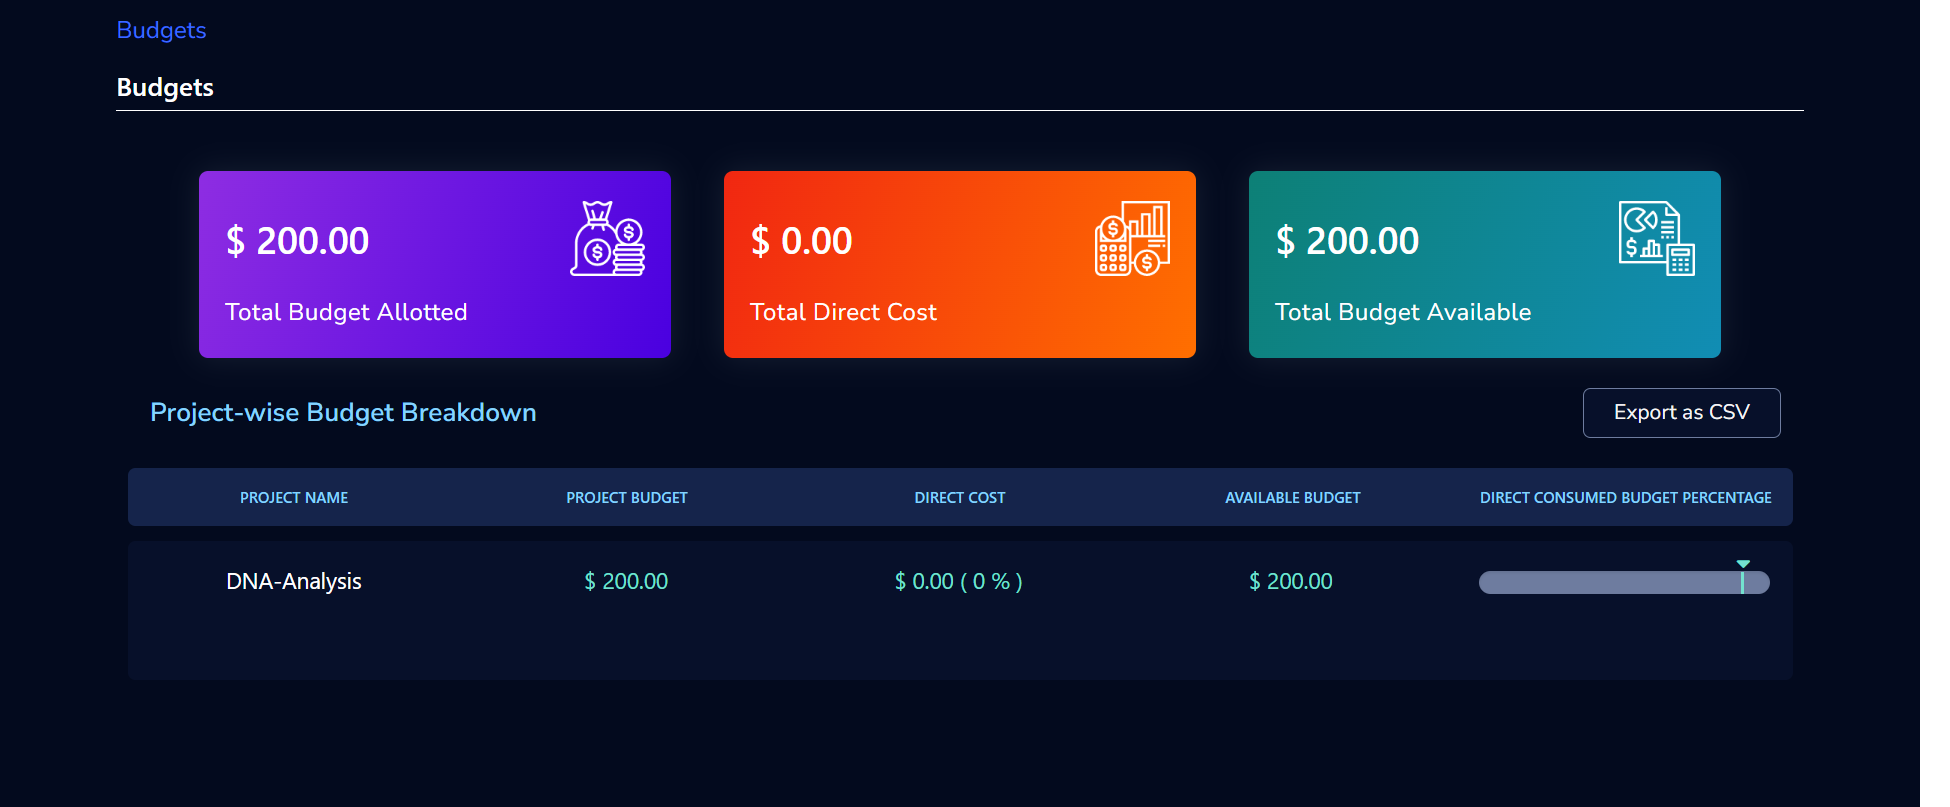 Budgets
Budgets
$ 200.00
Total Budget Allotted
$ 0.00
Total Direct Cost
$ 200.00
Total Budget Available
Project-wise Budget Breakdown
Export as CSV
PROJECT NAME PROJECT BUDGET DIRECT COST AVAILABLE BUDGET DIRECT CONSUMED BUDGET PERCENTAGE
DNA-Analysis $ 200.00 $ 0.00 ( 0 % ) $ 200.00